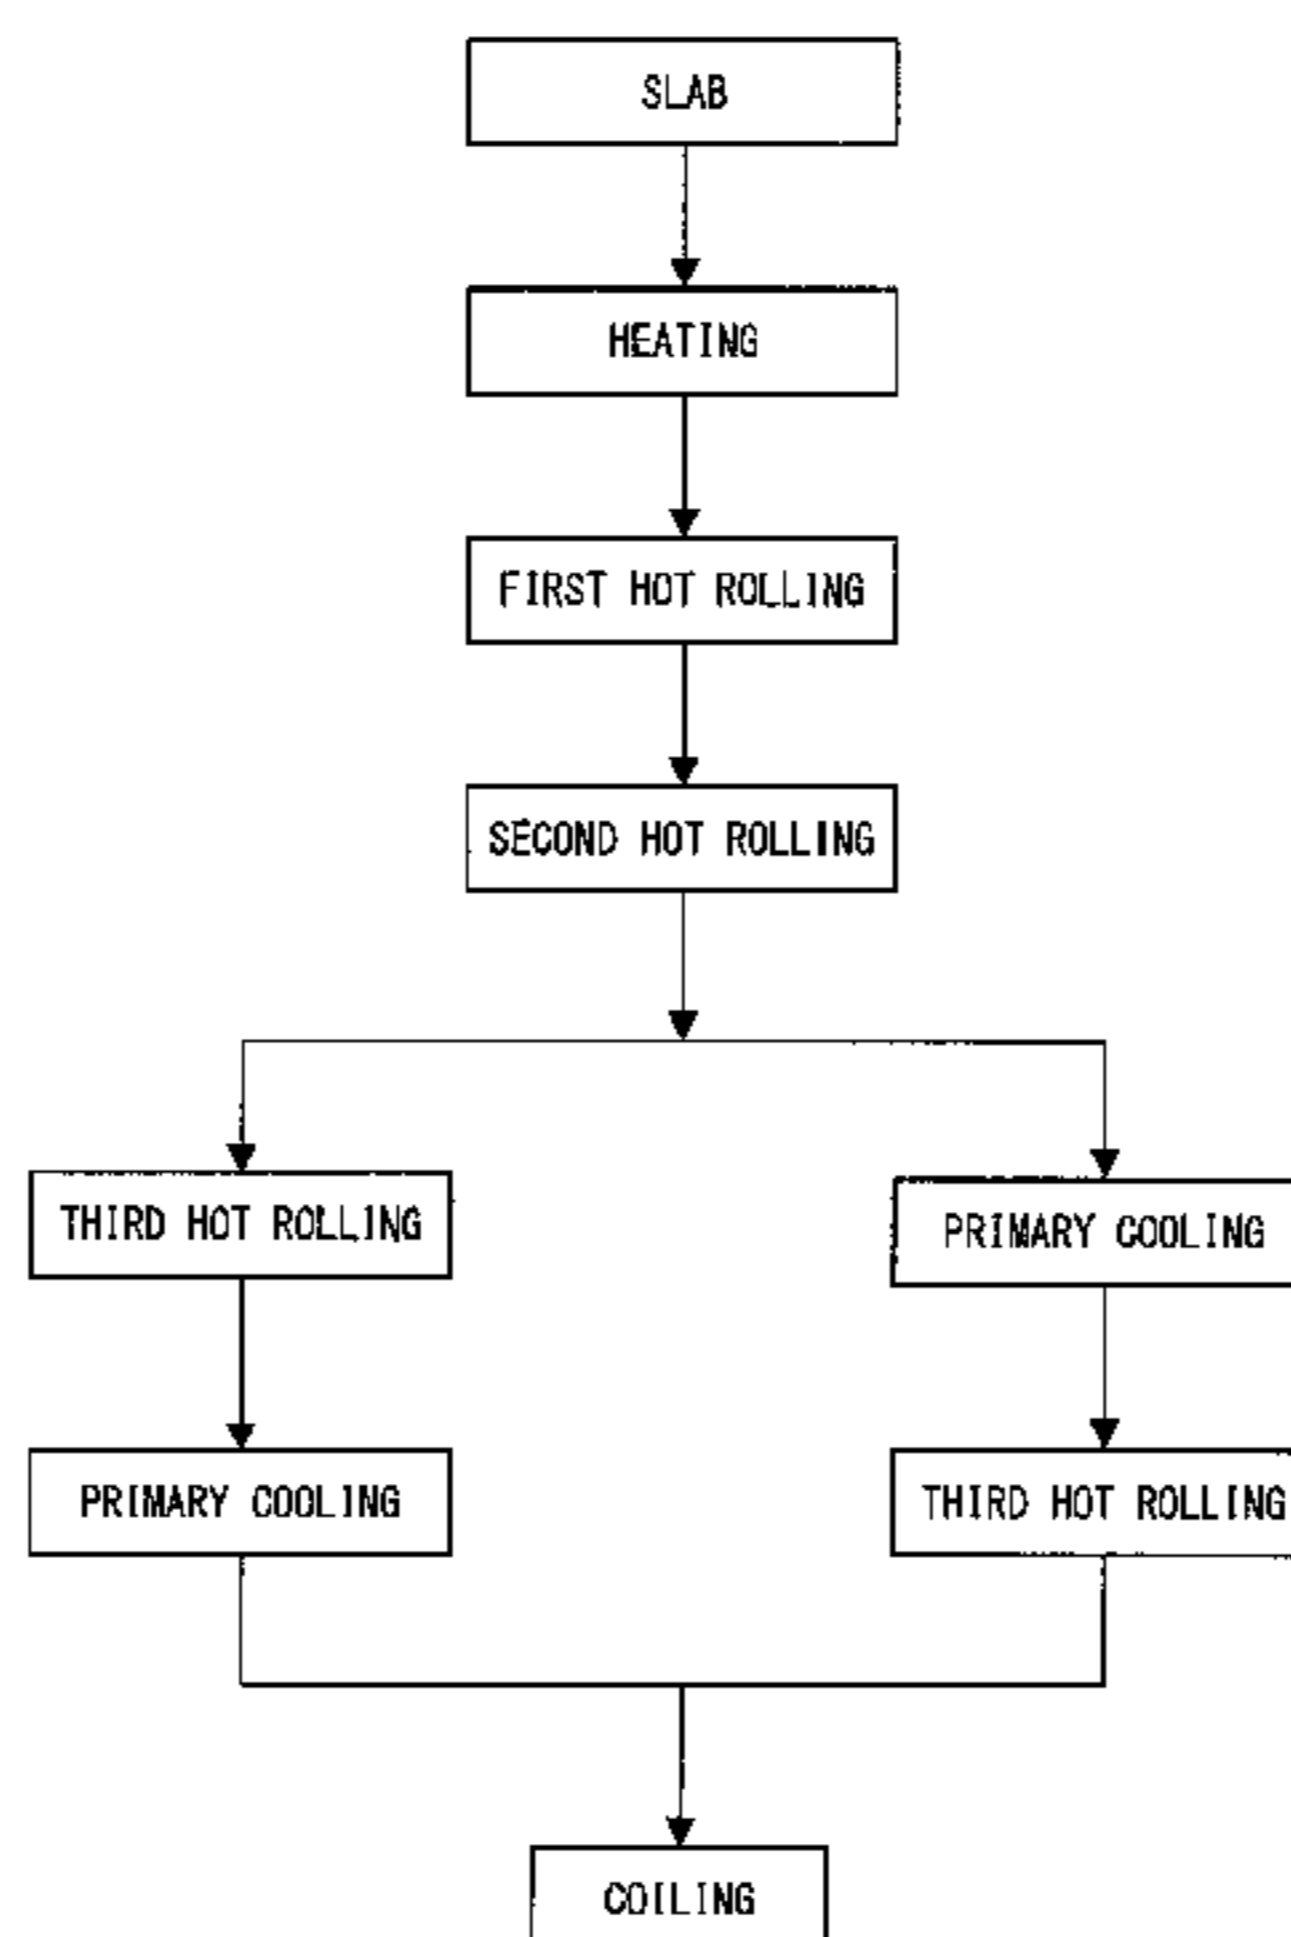 SLAB
HEATING
FIRST HOT ROLLING
SECOND HOT ROLLING
THIRD HOT ROLLING
PRIMARY COOLING
PRIMARY COOLING
THIRD HOT ROLLING
COILING